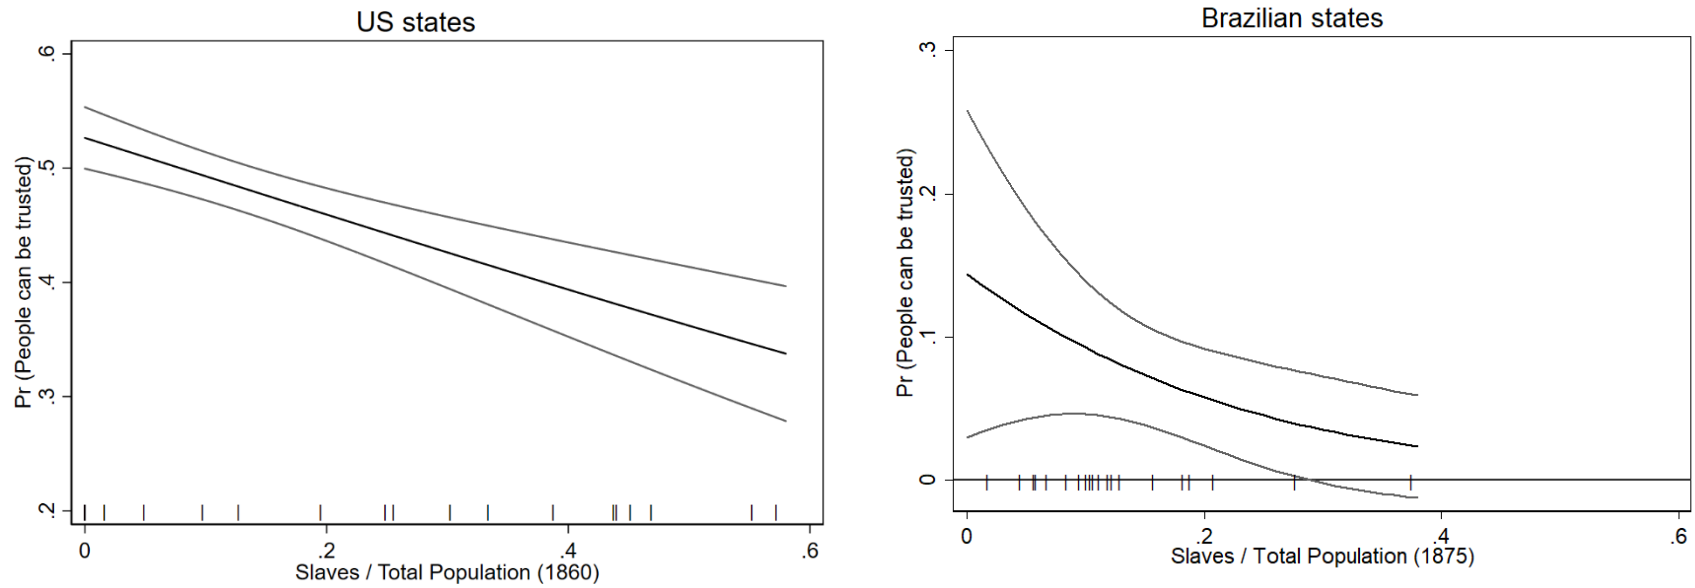 US states
Pr (People can be trusted)
.6
.5
.4
.3
.2
0
.2
.4
.6
Slaves / Total Population (1860)
Brazilian states
Pr (People can be trusted)
.3
.2
.1
0
0
.2
.4
.6
Slaves / Total Population (1875)